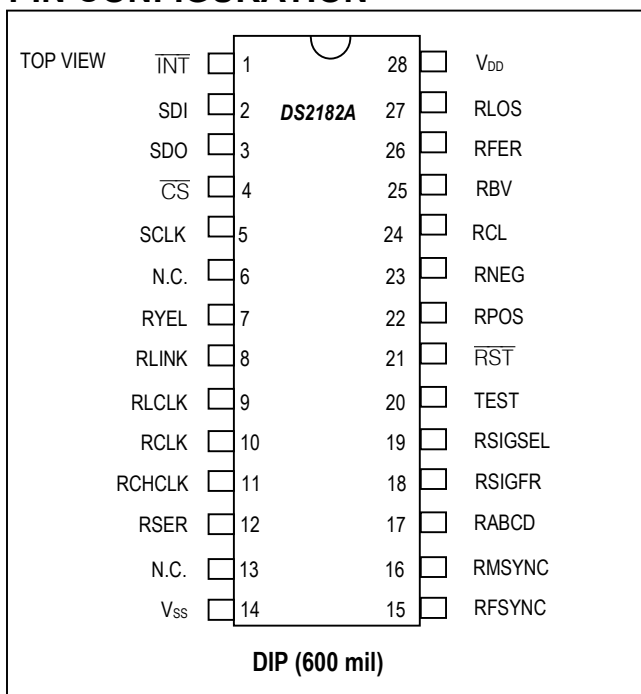 PIN CONFIGURATION
TOP VIEW
I̅N̅T̅ 1 28 VDD
SDI 2 DS2182A 27 RLOS
SDO 3 26 RFER
C̅S̅ 4 25 RBV
SCLK 5 24 RCL
N.C. 6 23 RNEG
RYEL 7 22 RPOS
RLINK 8 21 R̅S̅T̅
RLCLK 9 20 TEST
RCLK 10 19 RSIGSEL
RCHCLK 11 18 RSIGFR
RSER 12 17 RABCD
N.C. 13 16 RMSYNC
VSS 14 15 RFSYNC
DIP (600 mil)